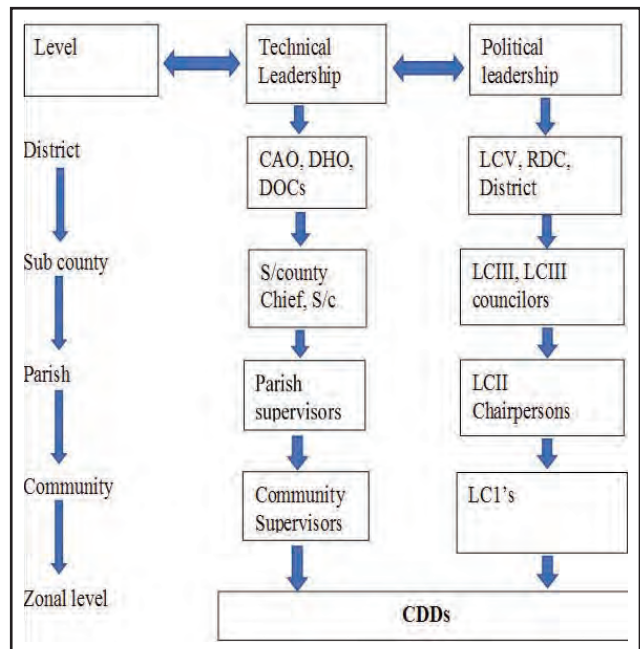 Level
Technical
Leadership
Political
leadership
District
CAO, DHO,
DOCs
LCV, RDC,
District
Sub county
S/county
Chief, S/c
LCIII, LCIII
councilors
Parish
Parish
supervisors
LCII
Chairpersons
Community
Community
Supervisors
LC1's
Zonal level
CDDs